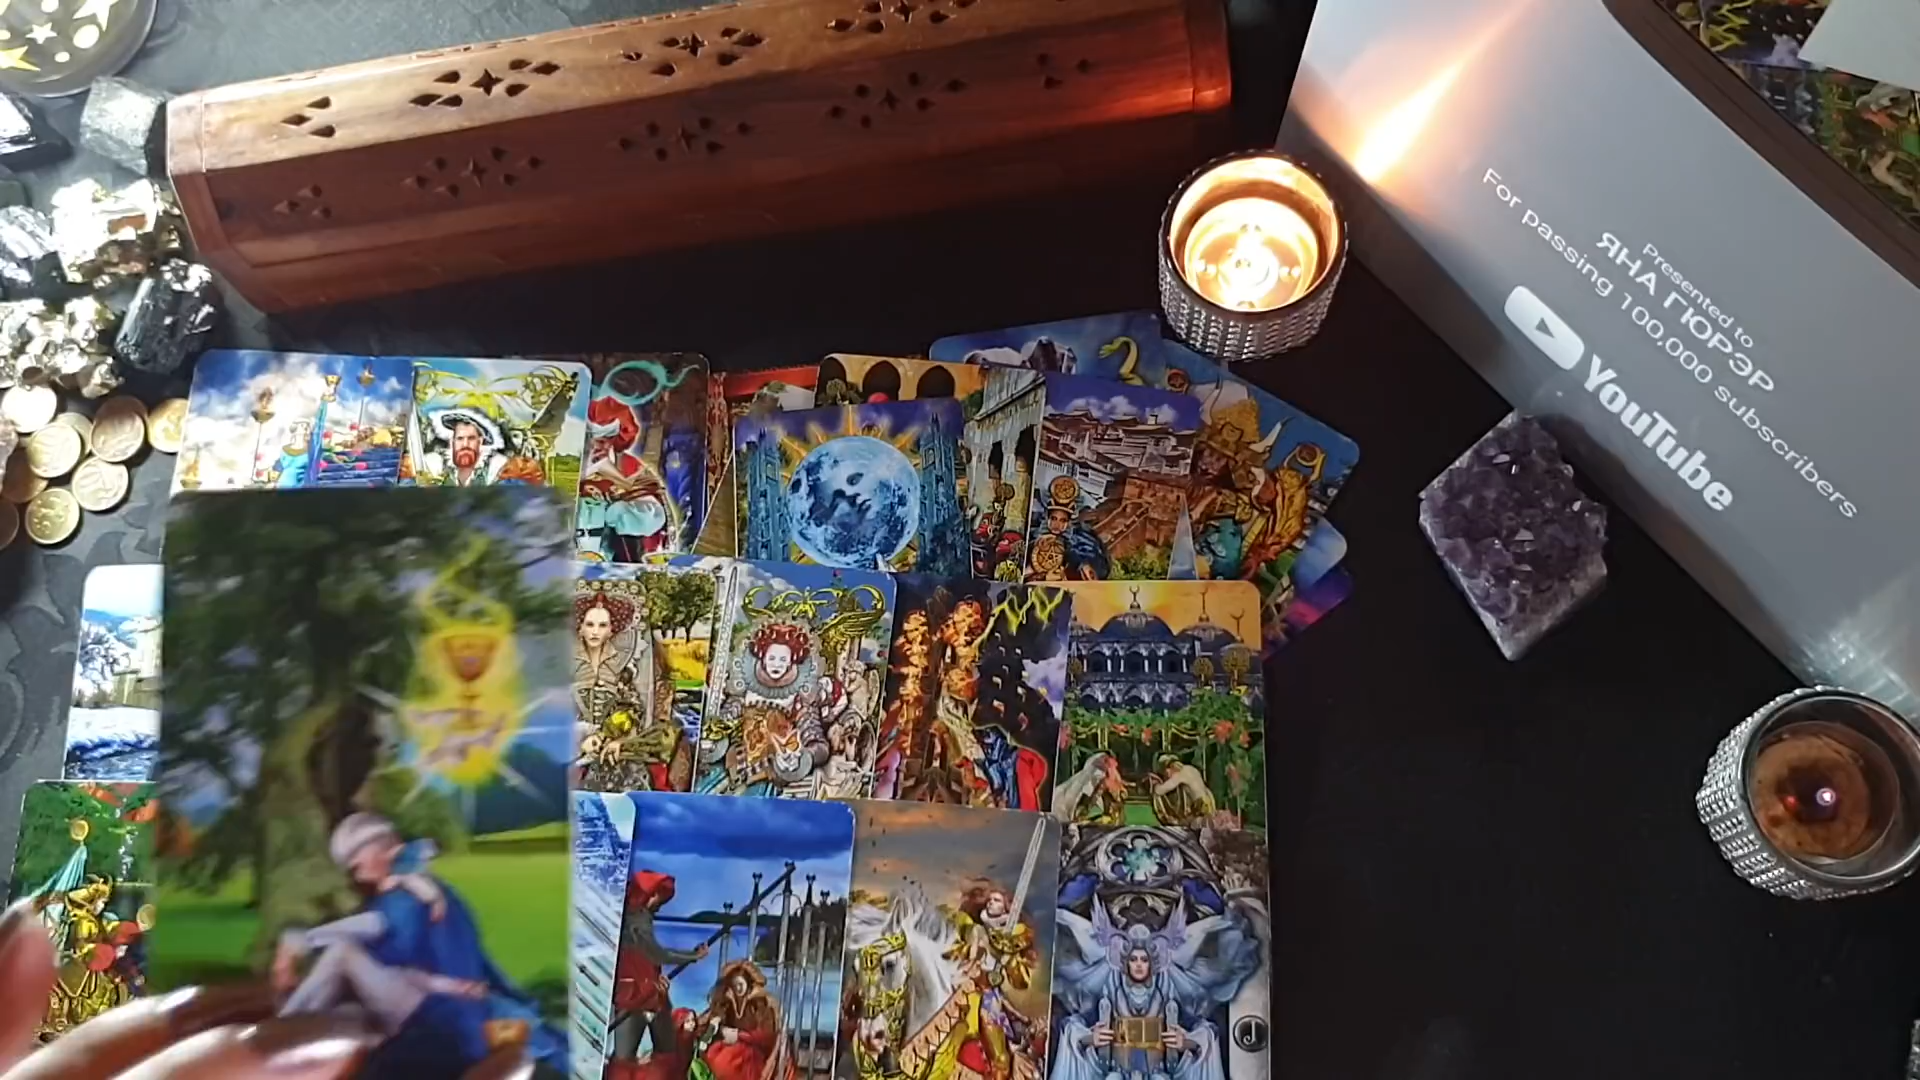 Presented to
ЯНА ГЮРЭР
For passing 100,000 subscribers
YouTube
J